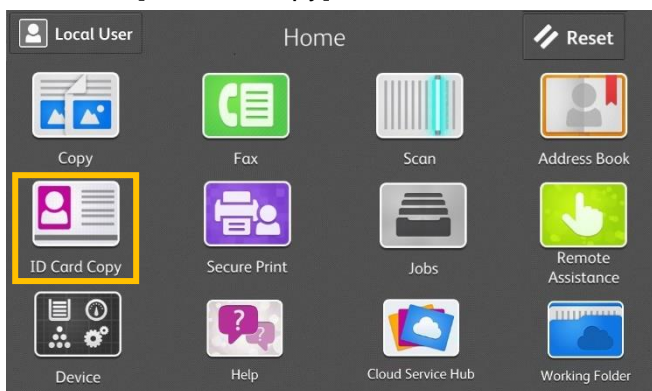 Local User
Home
Reset
Copy
Fax
Scan
Address Book
ID Card Copy
Secure Print
Jobs
Remote
Assistance
Device
?
?
Help
Cloud Service Hub
Working Folder